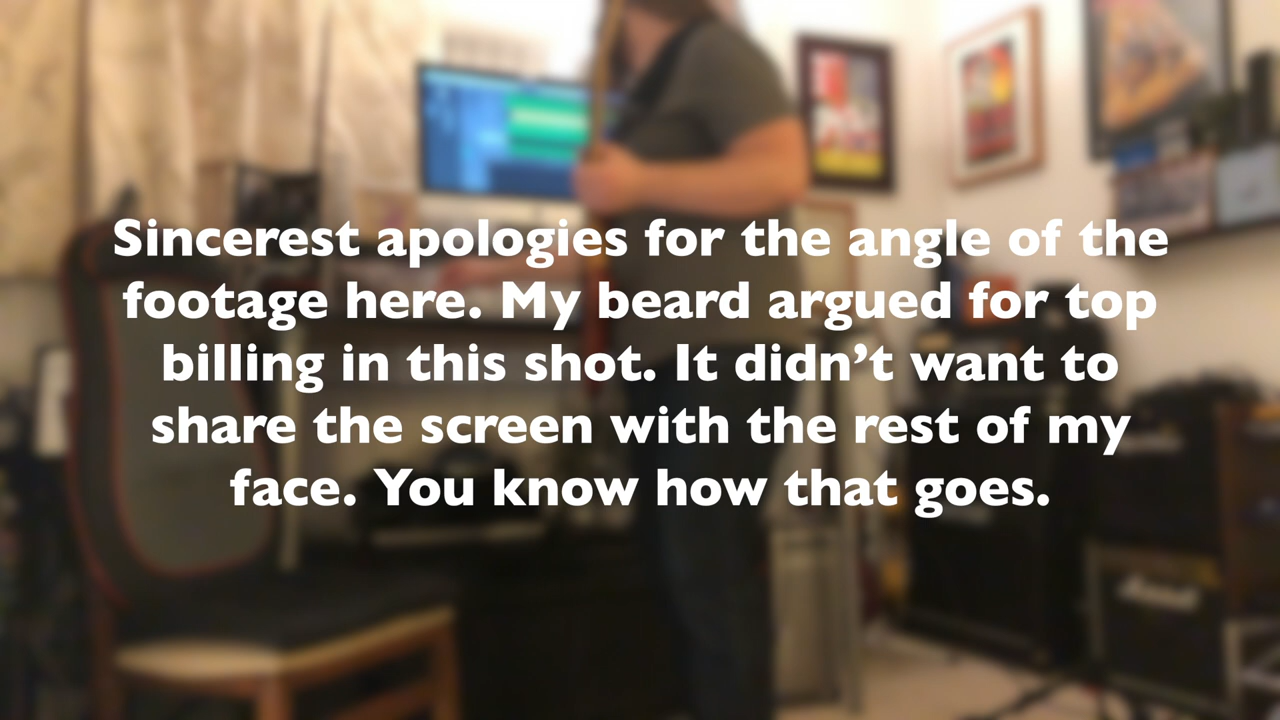 Sincerest apologies for the angle of the
footage here. My beard argued for top
billing in this shot. It didn’t want to
share the screen with the rest of my
face. You know how that goes.